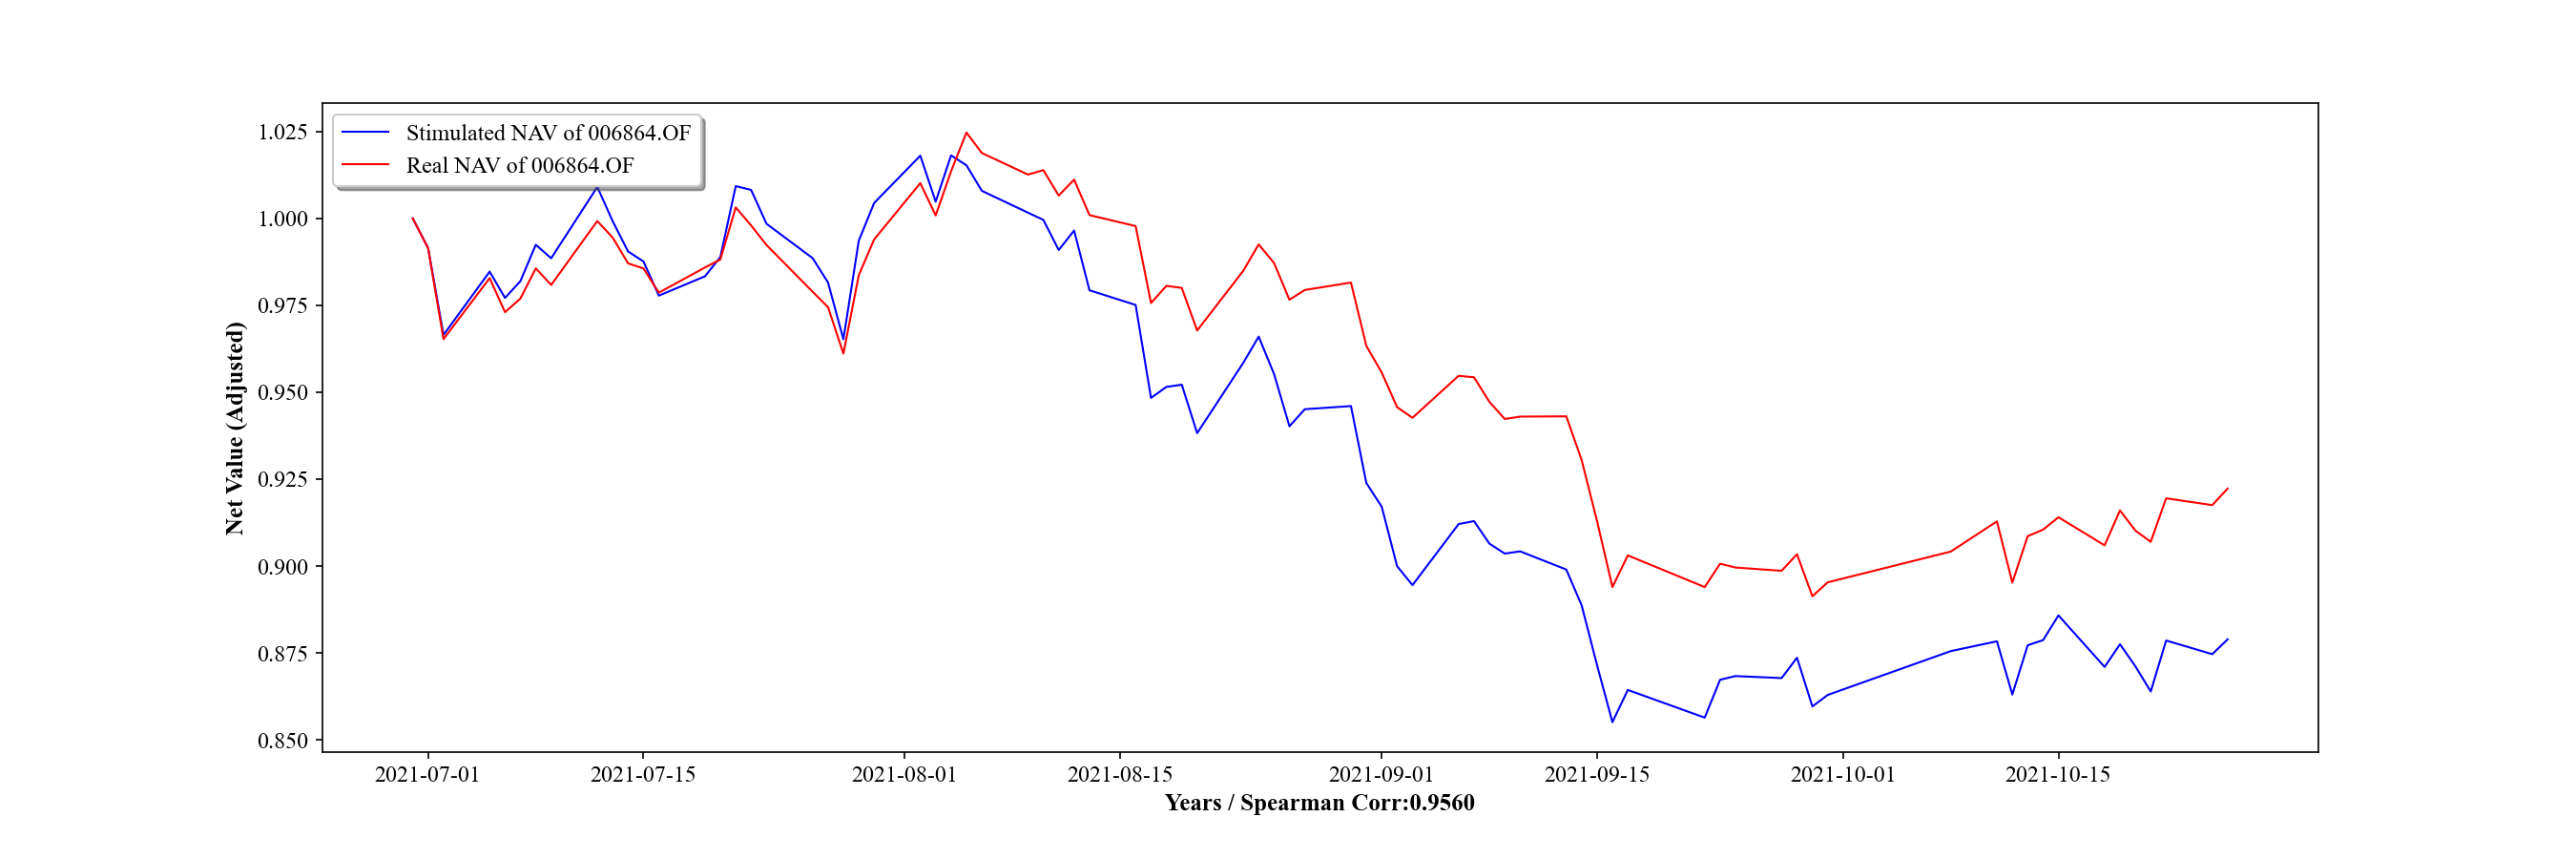 Stimulated NAV of 006864.OF
Real NAV of 006864.OF
1.025
1.000
0.975
0.950
0.925
0.900
0.875
0.850
Net Value (Adjusted)
2021-07-01 2021-07-15 2021-08-01 2021-08-15 2021-09-01 2021-09-15 2021-10-01 2021-10-15
Years / Spearman Corr:0.9560